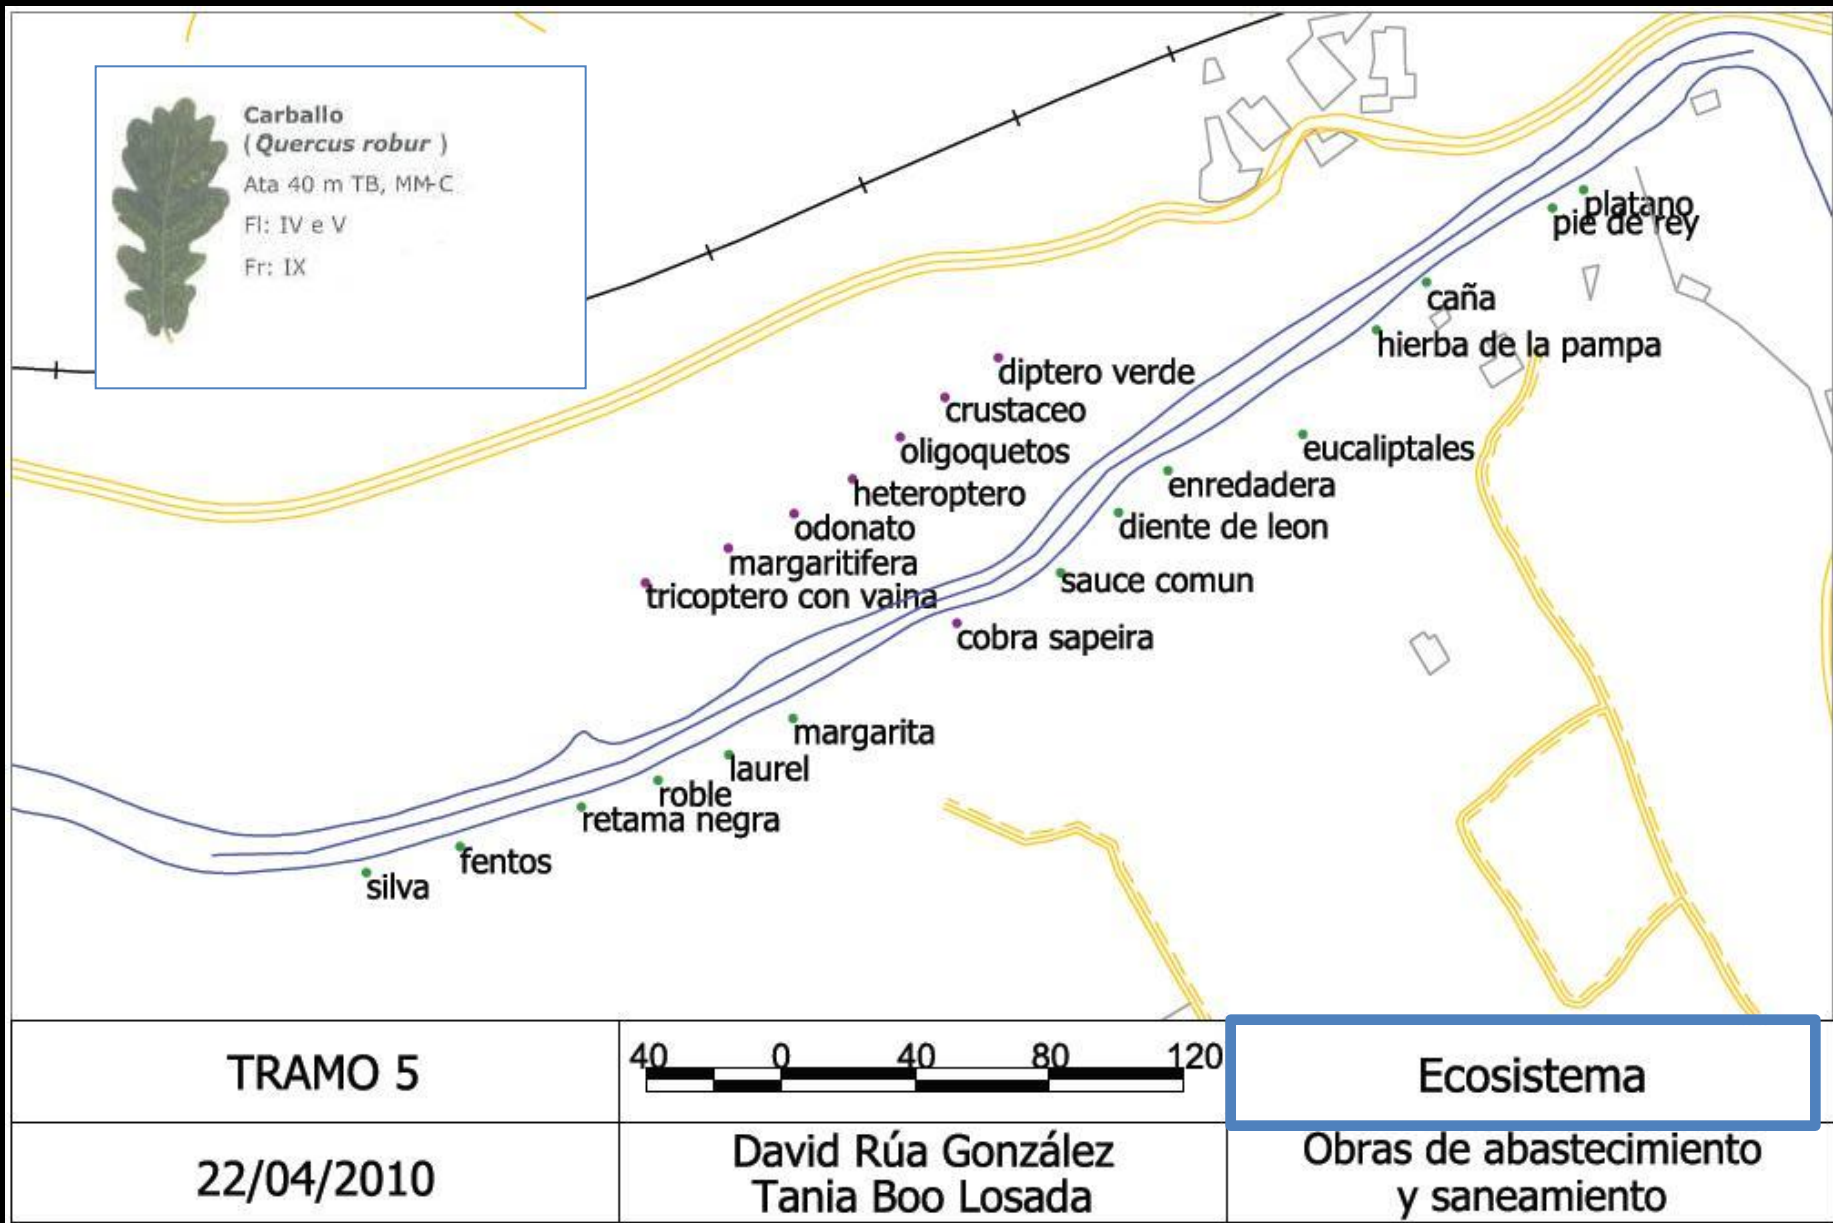 Carballo
(Quercus robur )
Ata 40 m TB, MM-C
Fl: IV e V
Fr: IX
platano
pie de rey
caña
hierba de la pampa
diptero verde
crustaceo
oligoquetos
eucaliptales
heteroptero
enredadera
odonato
diente de leon
margaritifera
tricoptero con vaina
sauce comun
cobra sapeira
margarita
laurel
roble
retama negra
fentos
silva
TRAMO 5
40 0 40 80 120
Ecosistema
22/04/2010
David Rúa González
Tania Boo Losada
Obras de abastecimiento
y saneamiento